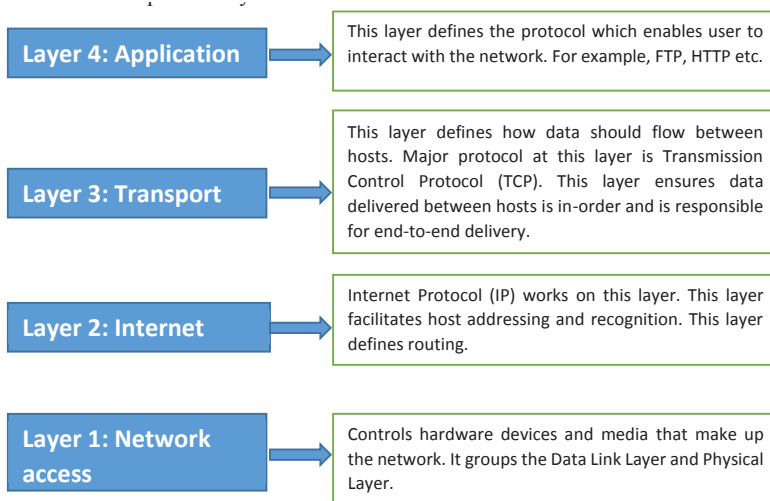 Layer 4: Application
This layer defines the protocol which enables user to
interact with the network. For example, FTP, HTTP etc.
Layer 3: Transport
This layer defines how data should flow between
hosts. Major protocol at this layer is Transmission
Control Protocol (TCP). This layer ensures data
delivered between hosts is in-order and is responsible
for end-to-end delivery.
Layer 2: Internet
Internet Protocol (IP) works on this layer. This layer
facilitates host addressing and recognition. This layer
defines routing.
Layer 1: Network
access
Controls hardware devices and media that make up
the network. It groups the Data Link Layer and Physical
Layer.